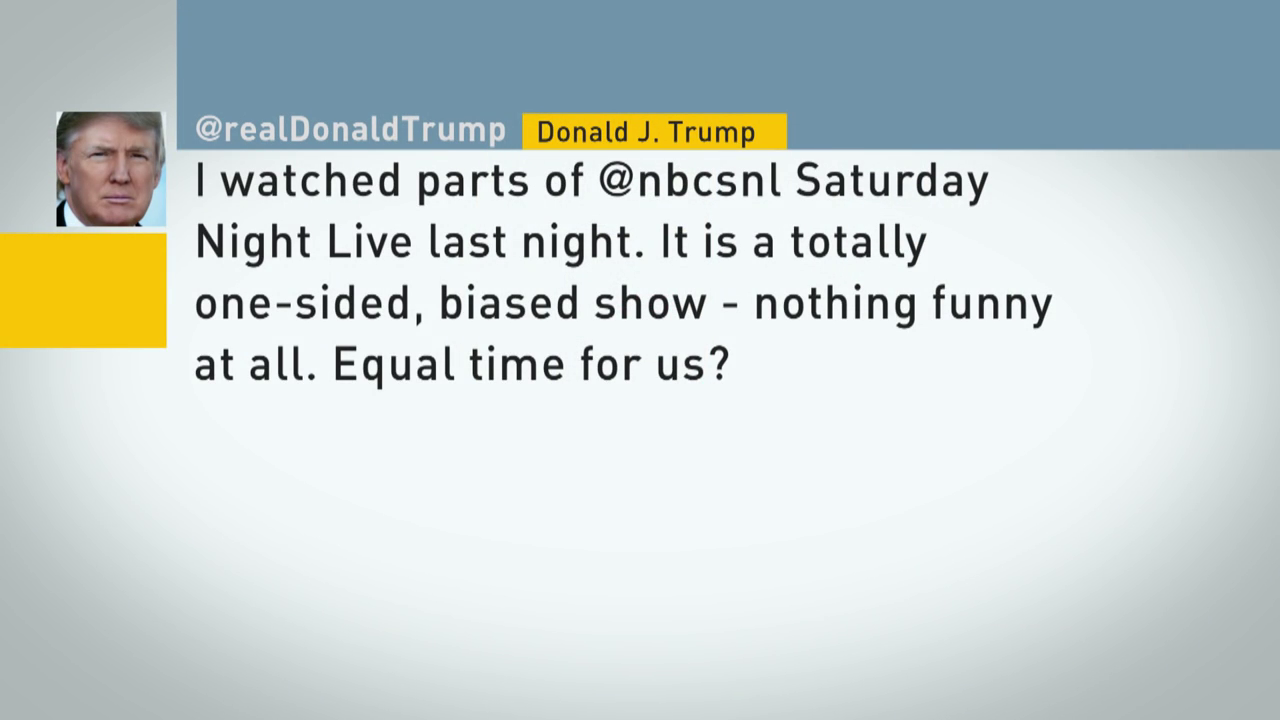 @realDonaldTrump Donald J. Trump
I watched parts of @nbcsnl Saturday
Night Live last night. It is a totally
one-sided, biased show - nothing funny
at all. Equal time for us?